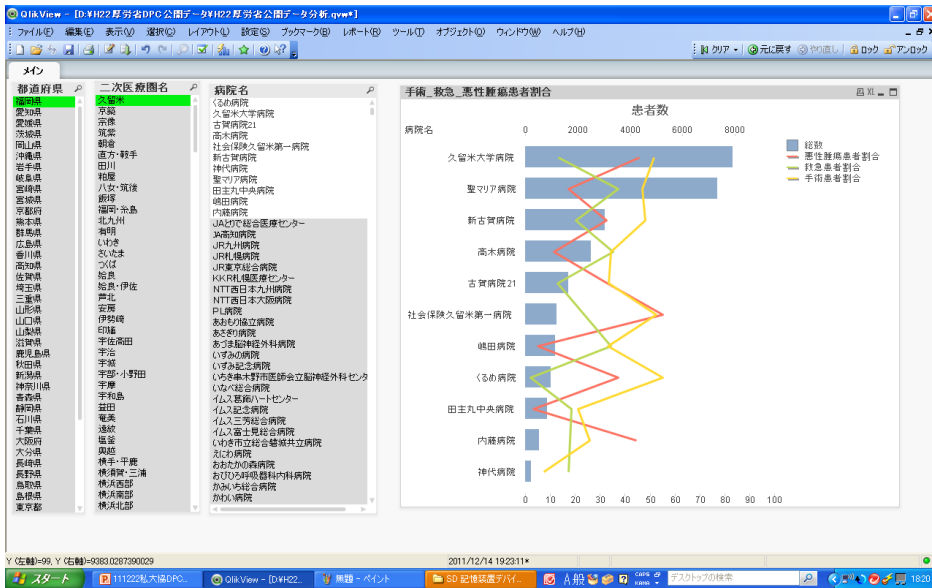 QlikView - [D:¥H22厚労省DPC公開データ¥H22厚労省公開データ分析.qvw*]
ファイル(F) 編集(E) 表示(V) 選択(C) レイアウト(L) 設定(S) ブックマーク(B) レポート(R) ツール(T) オブジェクト(O) ウィンドウ(W) ヘルプ(H)
クリア 元に戻す やり直し ロック アンロック
メイン
都道府県
福岡県
愛知県
愛媛県
茨城県
岡山県
沖縄県
岩手県
岐阜県
宮崎県
宮城県
京都府
熊本県
群馬県
広島県
香川県
高知県
佐賀県
埼玉県
三重県
山形県
山口県
山梨県
滋賀県
鹿児島県
秋田県
新潟県
神奈川県
青森県
静岡県
石川県
千葉県
大阪府
大分県
長崎県
長野県
鳥取県
島根県
東京都
二次医療圏名
久留米
京築
宗像
筑紫
朝倉
直方・鞍手
田川
粕屋
八女・筑後
飯塚
福岡・糸島
北九州
有明
いわき
さいたま
つくば
姶良
姶良・伊佐
芦北
安房
伊勢崎
印旛
宇佐高田
宇治
宇城
宇部・小野田
宇摩
宇和島
益田
奄美
遠紋
塩釜
奥越
横手・平鹿
横須賀・三浦
横浜西部
横浜南部
横浜北部
病院名
くるめ病院
久留米大学病院
古賀病院21
高木病院
社会保険久留米第一病院
新古賀病院
神代病院
聖マリア病院
田主丸中央病院
嶋田病院
内藤病院
JAとりで総合医療センター
JA高知病院
JR九州病院
JR札幌病院
JR東京総合病院
KKR札幌医療センター
NTT西日本九州病院
NTT西日本大阪病院
PL病院
あおもり協立病院
あさぎり病院
あづま脳神経外科病院
いずみの病院
いずみ記念病院
いちき串木野市医師会立脳神経外科センタ
いなべ総合病院
イムス葛飾ハートセンター
イムス記念病院
イムス三芳総合病院
イムス富士見総合病院
いわき市立総合磐城共立病院
えにわ病院
おおたかの森病院
おびひろ呼吸器科内科病院
かみいち総合病院
かわい病院
手術_救急_悪性腫瘍患者割合
XL
患者数
病院名 0 2000 4000 6000 8000
総数
悪性腫瘍患者割合
救急患者割合
手術患者割合
久留米大学病院
聖マリア病院
新古賀病院
高木病院
古賀病院21
社会保険久留米第一病院
嶋田病院
くるめ病院
田主丸中央病院
内藤病院
神代病院
0 10 20 30 40 50 60 70 80 90 100
Y (左軸)=99, Y (右軸)=9383.0287390029
2011/12/14 19:23:11*
スタート 111222私大協DPC... QlikView - [D:¥H22... 無題 - ペイント SD 記憶装置デバイ... A 般 CAPS KANA デスクトップの検索 18:20